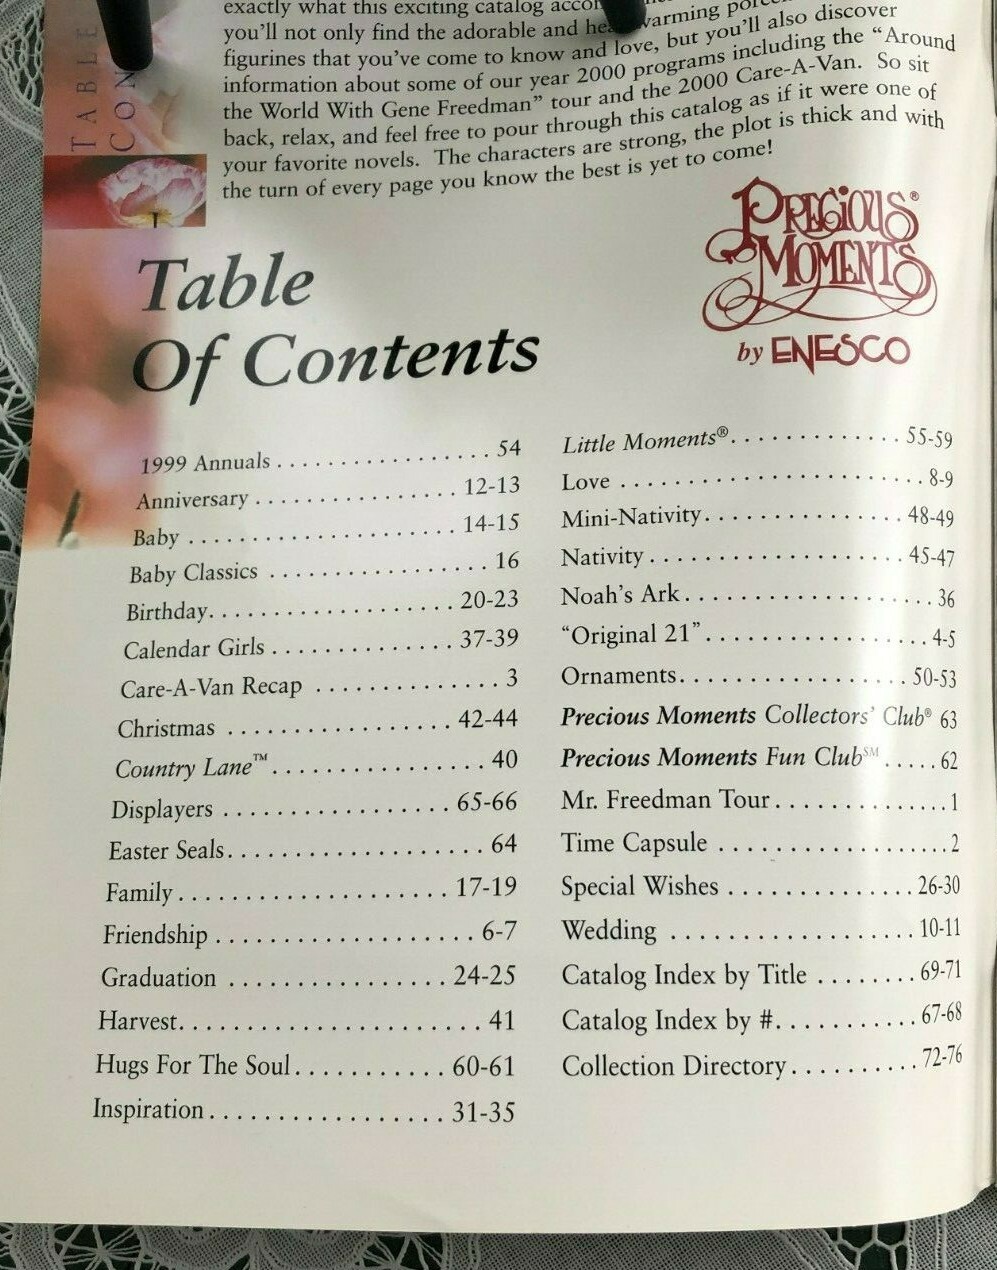 TABLE
CON
exactly what this exciting catalog
you'll not only find the adorable and
figurines that you've come to know and love, but you'll also discover
information about some of our year 2000 programs including the "Around
the World With Gene Freedman" tour and the 2000 Care-A-Van. So sit
back, relax, and feel free to pour through this catalog as if it were one of
your favorite novels. The characters are strong, the plot is thick and with
the turn of every page you know the best is yet to come!
PRECIOUS®
MOMENTS
by ENESCO
Table
Of Contents
1999 Annuals . . . . . . . . . . . . . . . . 54
Anniversary . . . . . . . . . . . . . . . 12-13
Baby . . . . . . . . . . . . . . . . . . . . 14-15
Baby Classics . . . . . . . . . . . . . . . . 16
Birthday. . . . . . . . . . . . . . . . . . . 20-23
Calendar Girls . . . . . . . . . . . . . . 37-39
Care-A-Van Recap . . . . . . . . . . . . . . 3
Christmas . . . . . . . . . . . . . . . . . 42-44
Country Lane™ . . . . . . . . . . . . . . . . 40
Displayers . . . . . . . . . . . . . . . . . 65-66
Easter Seals. . . . . . . . . . . . . . . . . . . 64
Family . . . . . . . . . . . . . . . . . . . . 17-19
Friendship . . . . . . . . . . . . . . . . . . . 6-7
Graduation . . . . . . . . . . . . . . . . 24-25
Harvest. . . . . . . . . . . . . . . . . . . . . . 41
Hugs For The Soul . . . . . . . . . . . 60-61
Inspiration . . . . . . . . . . . . . . . . . 31-35
Little Moments® . . . . . . . . . . . . . 55-59
Love . . . . . . . . . . . . . . . . . . . . . . 8-9
Mini-Nativity. . . . . . . . . . . . . . . 48-49
Nativity . . . . . . . . . . . . . . . . . . . 45-47
Noah's Ark. . . . . . . . . . . . . . . . . . . 36
"Original 21" . . . . . . . . . . . . . . . . . 4-5
Ornaments. . . . . . . . . . . . . . . . . 50-53
Precious Moments Collectors' Club® 63
Precious Moments Fun Club℠ . . . . . 62
Mr. Freedman Tour . . . . . . . . . . . . . 1
Time Capsule . . . . . . . . . . . . . . . . . 2
Special Wishes . . . . . . . . . . . . . . 26-30
Wedding . . . . . . . . . . . . . . . . . . 10-11
Catalog Index by Title . . . . . . . . 69-71
Catalog Index by #. . . . . . . . . . . 67-68
Collection Directory . . . . . . . . . . 72-76